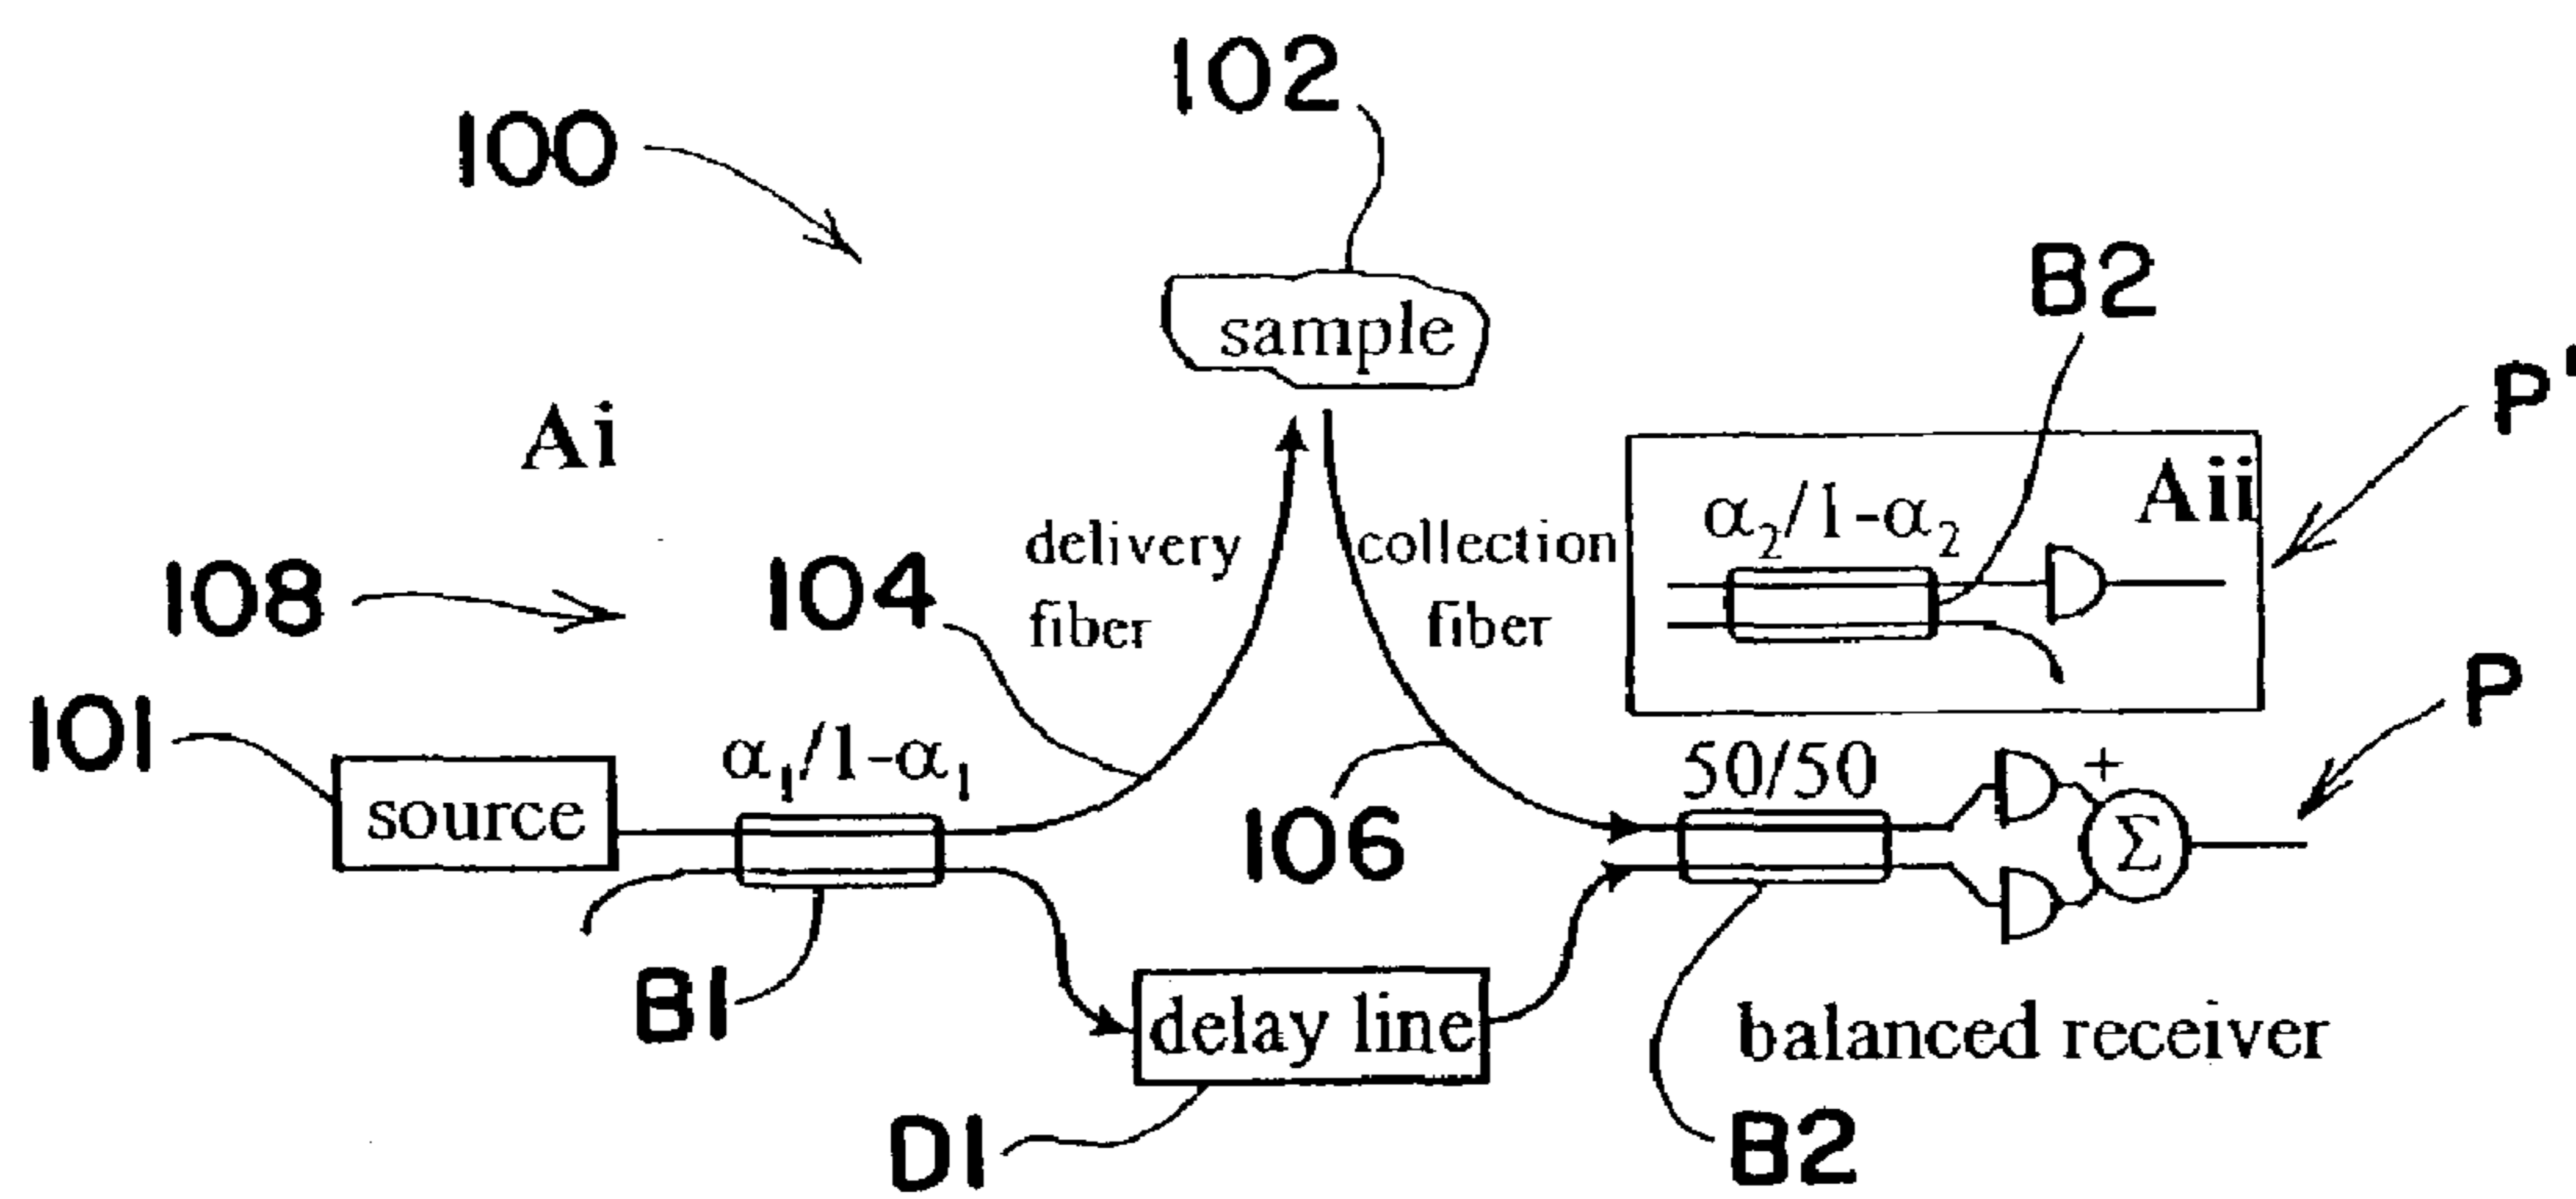 102
100
B2
P'
sample
Ai
Aii
α₂/1-α₂
delivery
fiber
collection
fiber
108
104
P
101
α₁/1-α₁
50/50
+
source
Σ
106
B1
delay line
balanced receiver
D1
B2